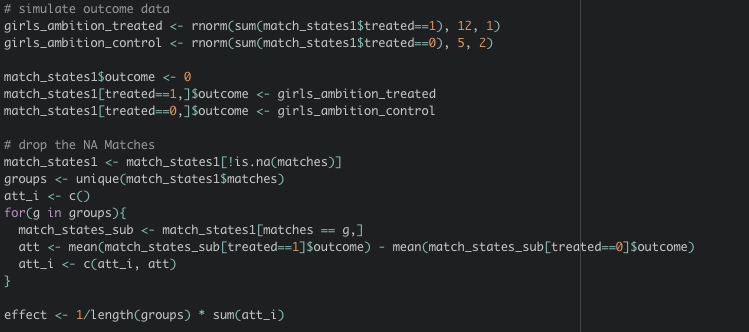 # simulate outcome data
girls_ambition_treated <- rnorm(sum(match_states1$treated==1), 12, 1)
girls_ambition_control <- rnorm(sum(match_states1$treated==0), 5, 2)
match_states1$outcome <- 0
match_states1[treated==1,]$outcome <- girls_ambition_treated
match_states1[treated==0,]$outcome <- girls_ambition_control
# drop the NA Matches
match_states1 <- match_states1[!is.na(matches)]
groups <- unique(match_states1$matches)
att_i <- c()
for(g in groups){
  match_states_sub <- match_states1[matches == g,]
  att <- mean(match_states_sub[treated==1]$outcome) - mean(match_states_sub[treated==0]$outcome)
  att_i <- c(att_i, att)
}
effect <- 1/length(groups) * sum(att_i)